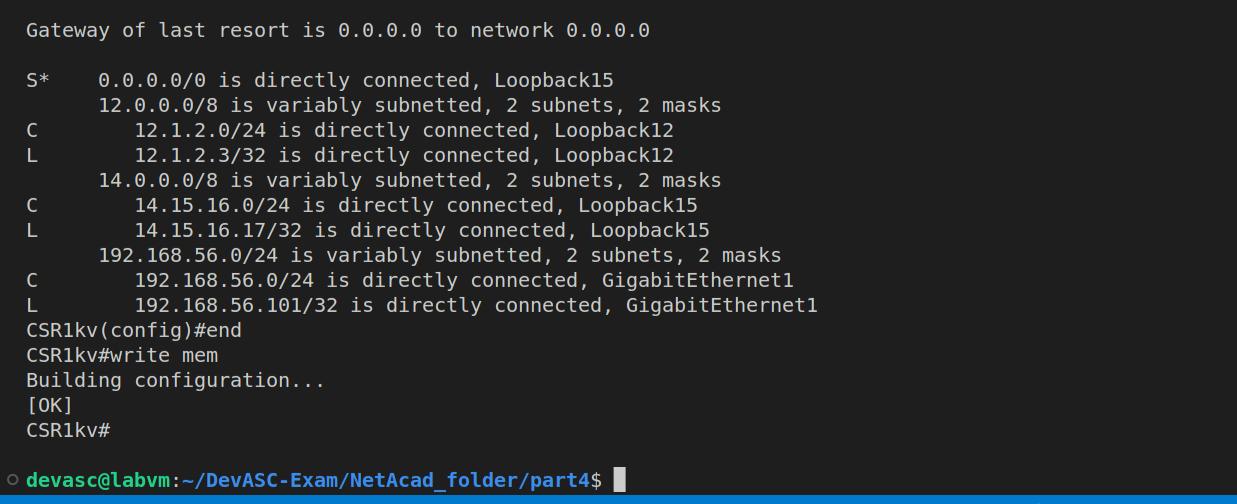 Gateway of last resort is 0.0.0.0 to network 0.0.0.0
S*    0.0.0.0/0 is directly connected, Loopback15
      12.0.0.0/8 is variably subnetted, 2 subnets, 2 masks
C        12.1.2.0/24 is directly connected, Loopback12
L        12.1.2.3/32 is directly connected, Loopback12
      14.0.0.0/8 is variably subnetted, 2 subnets, 2 masks
C        14.15.16.0/24 is directly connected, Loopback15
L        14.15.16.17/32 is directly connected, Loopback15
      192.168.56.0/24 is variably subnetted, 2 subnets, 2 masks
C        192.168.56.0/24 is directly connected, GigabitEthernet1
L        192.168.56.101/32 is directly connected, GigabitEthernet1
CSR1kv(config)#end
CSR1kv#write mem
Building configuration...
[OK]
CSR1kv#
devasc@labvm:~/DevASC-Exam/NetAcad_folder/part4$